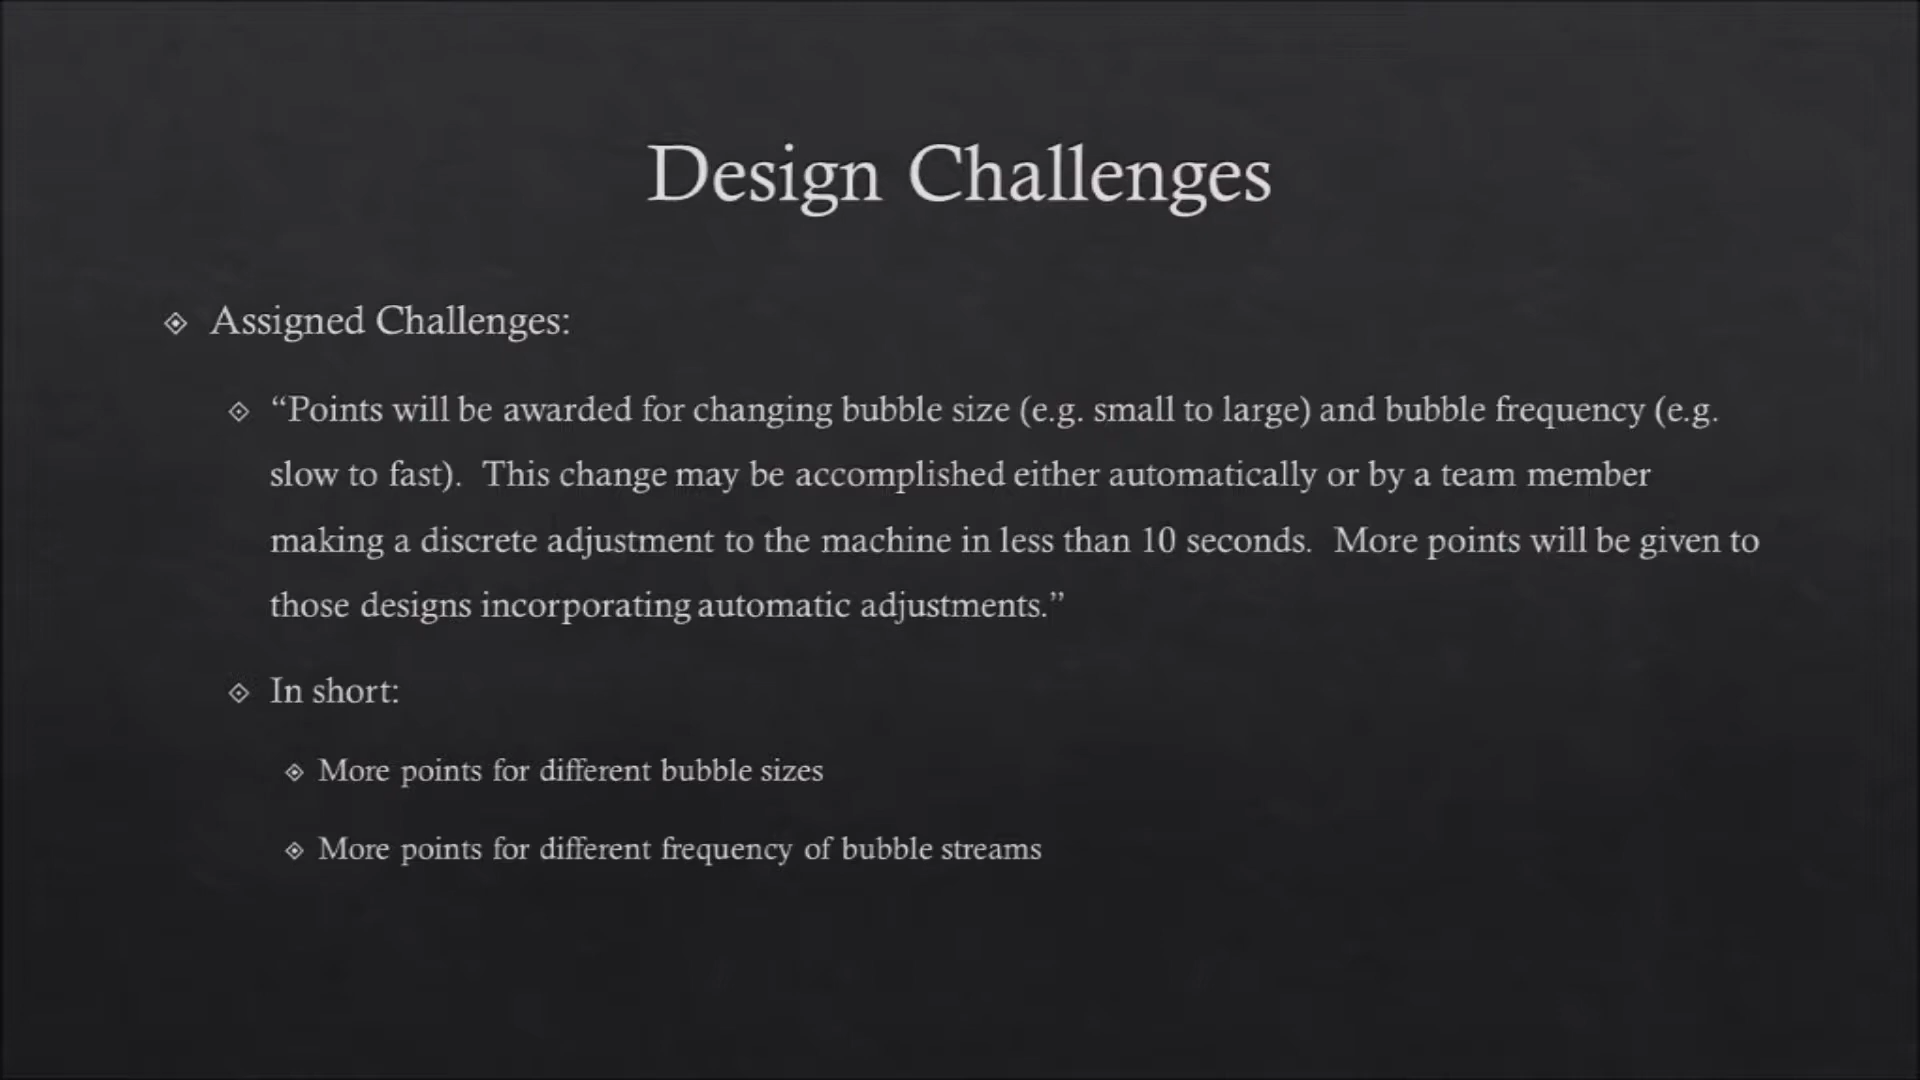 Design Challenges
Assigned Challenges:
“Points will be awarded for changing bubble size (e.g. small to large) and bubble frequency (e.g.
slow to fast).  This change may be accomplished either automatically or by a team member
making a discrete adjustment to the machine in less than 10 seconds.  More points will be given to
those designs incorporating automatic adjustments.”
In short:
More points for different bubble sizes
More points for different frequency of bubble streams